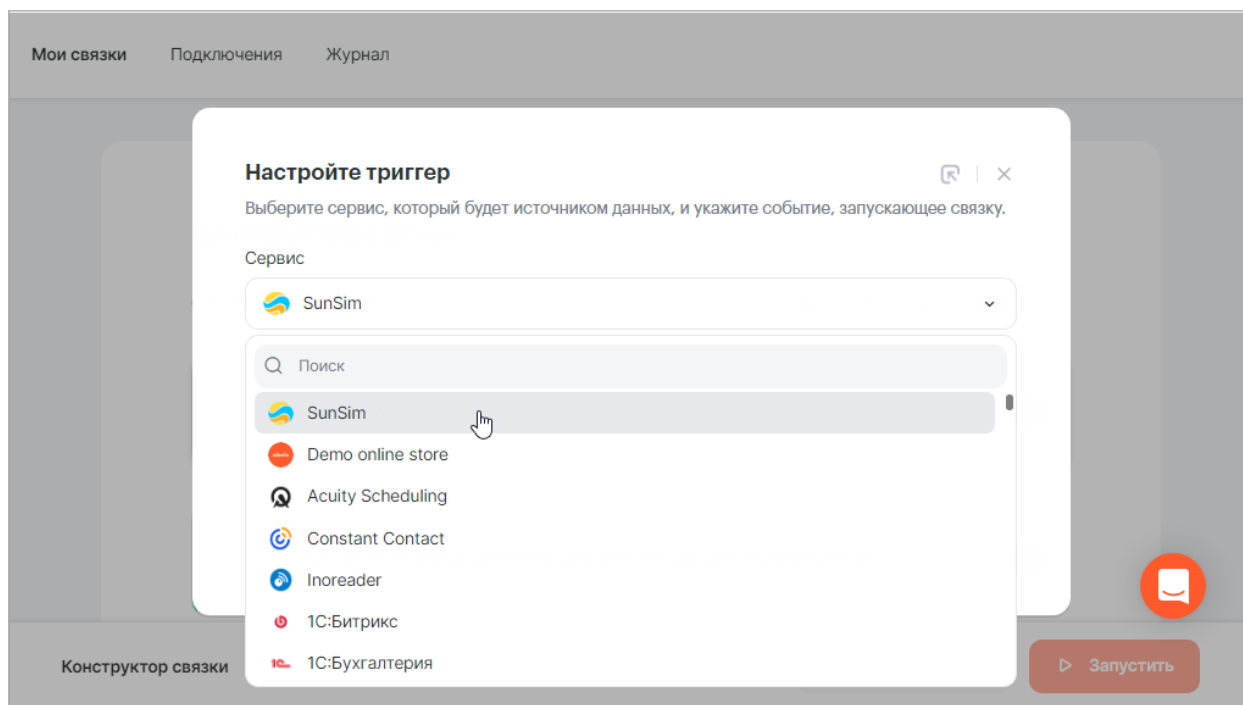 Мои связки Подключения Журнал
Настройте триггер
Выберите сервис, который будет источником данных, и укажите событие, запускающее связку.
Сервис
SunSim
Поиск
SunSim
Demo online store
Acuity Scheduling
Constant Contact
Inoreader
1С:Битрикс
1С:Бухгалтерия
Конструктор связки Запустить